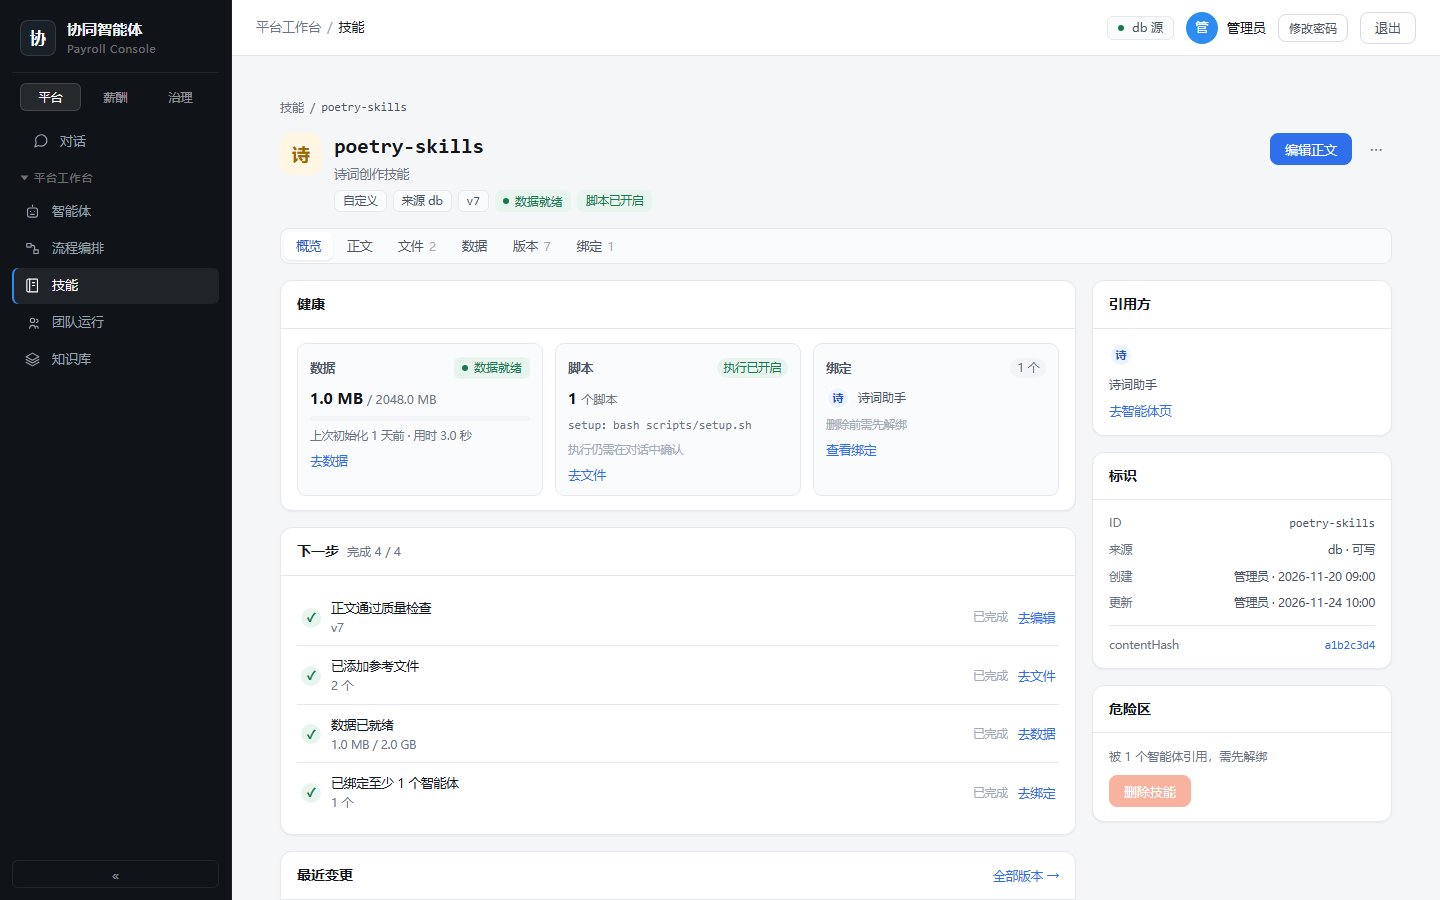 协
协同智能体
Payroll Console
平台
薪酬
治理
对话
平台工作台
智能体
流程编排
技能
团队运行
知识库
«
平台工作台 / 技能
db 源
管
管理员
修改密码
退出
技能 / poetry-skills
诗
poetry-skills
诗词创作技能
自定义
来源 db
v7
数据就绪
脚本已开启
编辑正文
···
概览
正文
文件 2
数据
版本 7
绑定 1
健康
数据
数据就绪
1.0 MB / 2048.0 MB
上次初始化 1 天前 · 用时 3.0 秒
去数据
脚本
执行已开启
1 个脚本
setup: bash scripts/setup.sh
执行仍需在对话中确认
去文件
绑定
1 个
诗
诗词助手
删除前需先解绑
查看绑定
下一步 完成 4 / 4
正文通过质量检查
v7
已完成 去编辑
已添加参考文件
2 个
已完成 去文件
数据已就绪
1.0 MB / 2.0 GB
已完成 去数据
已绑定至少 1 个智能体
1 个
已完成 去绑定
最近变更
全部版本 →
引用方
诗
诗词助手
去智能体页
标识
ID poetry-skills
来源 db · 可写
创建 管理员 · 2026-11-20 09:00
更新 管理员 · 2026-11-24 10:00
contentHash a1b2c3d4
危险区
被 1 个智能体引用，需先解绑
删除技能